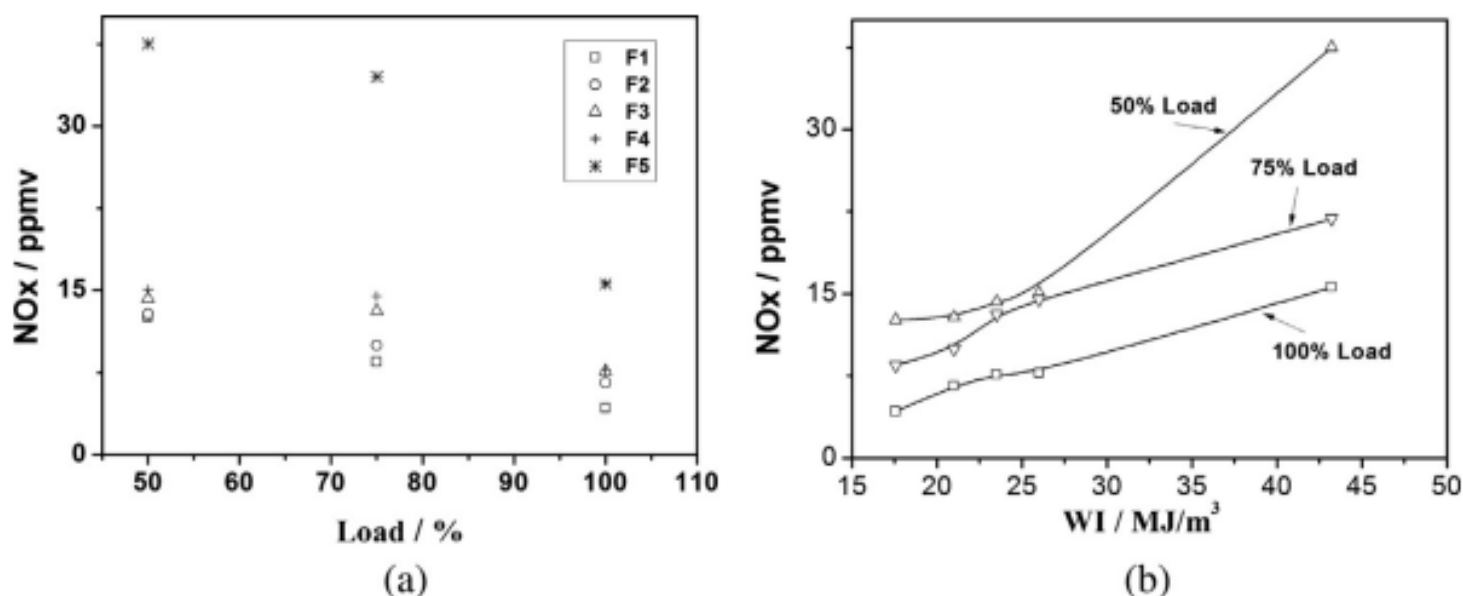 NOx / ppmv
30
15
0
F1
F2
F3
F4
F5
50 60 70 80 90 100 110
Load / %
(a)
NOx / ppmv
30
15
0
50% Load
75% Load
100% Load
15 20 25 30 35 40 45 50
WI / MJ/m³
(b)